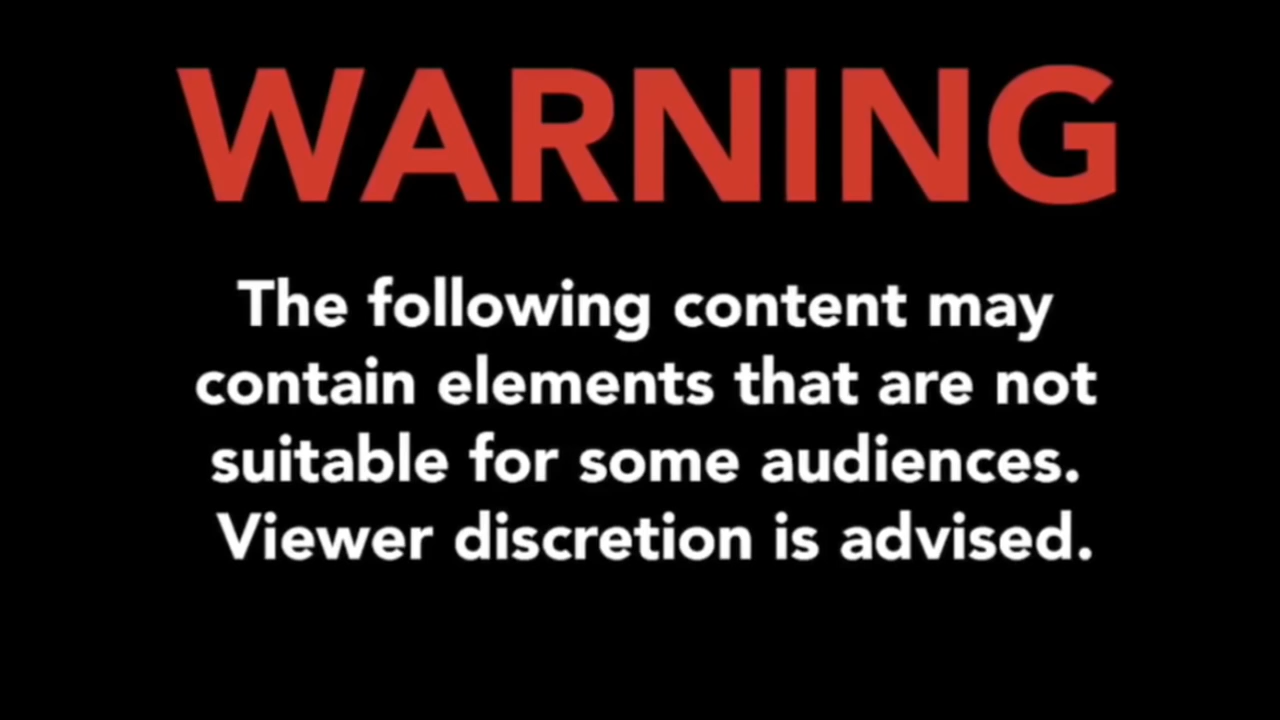 WARNING
The following content may
contain elements that are not
suitable for some audiences.
Viewer discretion is advised.